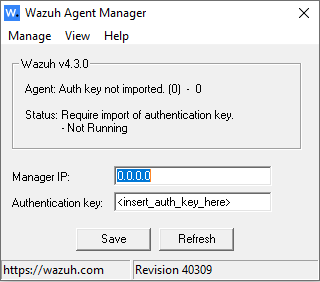 W. Wazuh Agent Manager
Manage View Help
Wazuh v4.3.0
Agent: Auth key not imported. (0) - 0
Status: Require import of authentication key.
- Not Running
Manager IP: 0.0.0.0
Authentication key: <insert_auth_key_here>
Save Refresh
https://wazuh.com Revision 40309